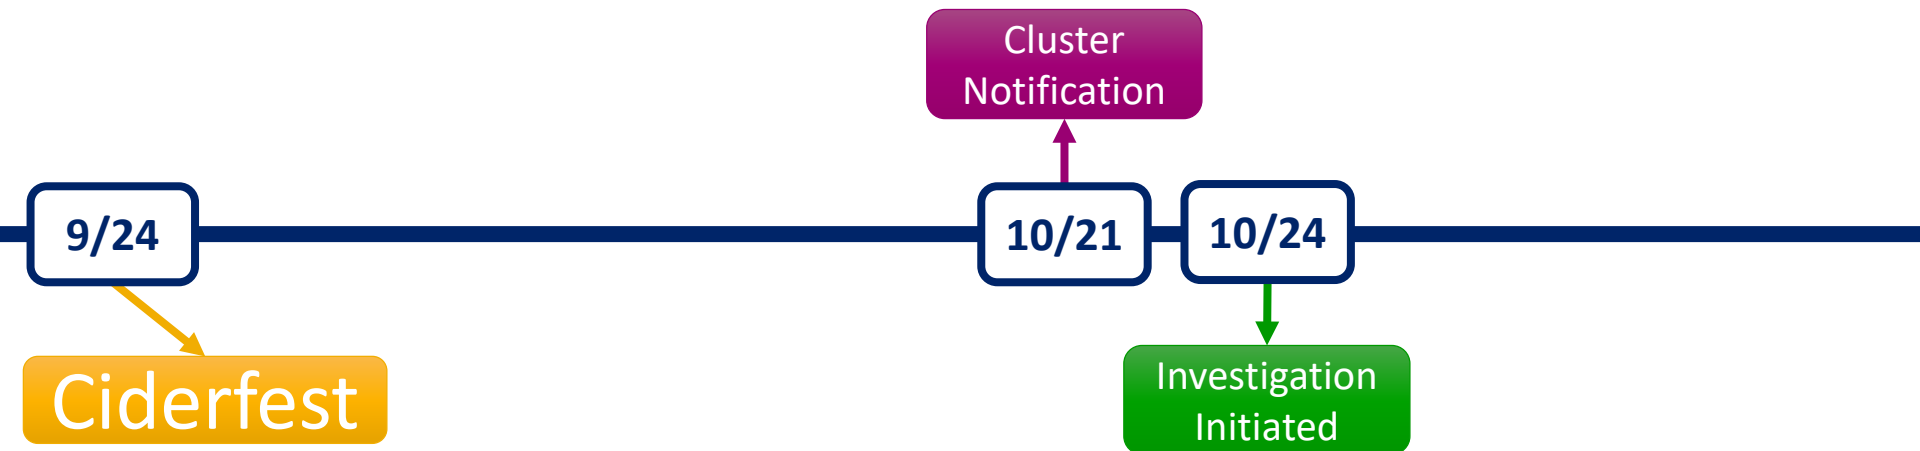 Cluster
Notification
9/24
10/21
10/24
Ciderfest
Investigation
Initiated